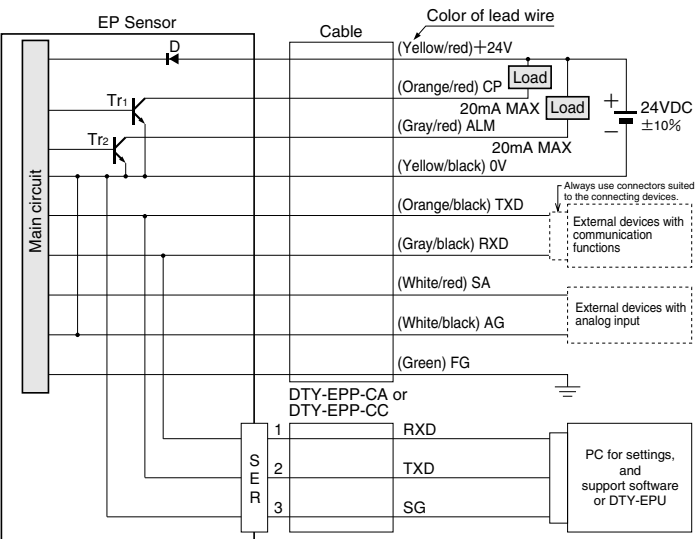 EP Sensor
Cable
Color of lead wire
D
(Yellow/red)+24V
(Orange/red) CP
Load
Tr1
20mA MAX
Load
+
24VDC
±10%
(Gray/red) ALM
Tr2
−
20mA MAX
(Yellow/black) 0V
Always use connectors suited
to the connecting devices.
Main circuit
(Orange/black) TXD
External devices with
communication
functions
(Gray/black) RXD
(White/red) SA
External devices with
analog input
(White/black) AG
(Green) FG
DTY-EPP-CA or
DTY-EPP-CC
1
RXD
SER
2
TXD
3
SG
PC for settings,
and
support software
or DTY-EPU